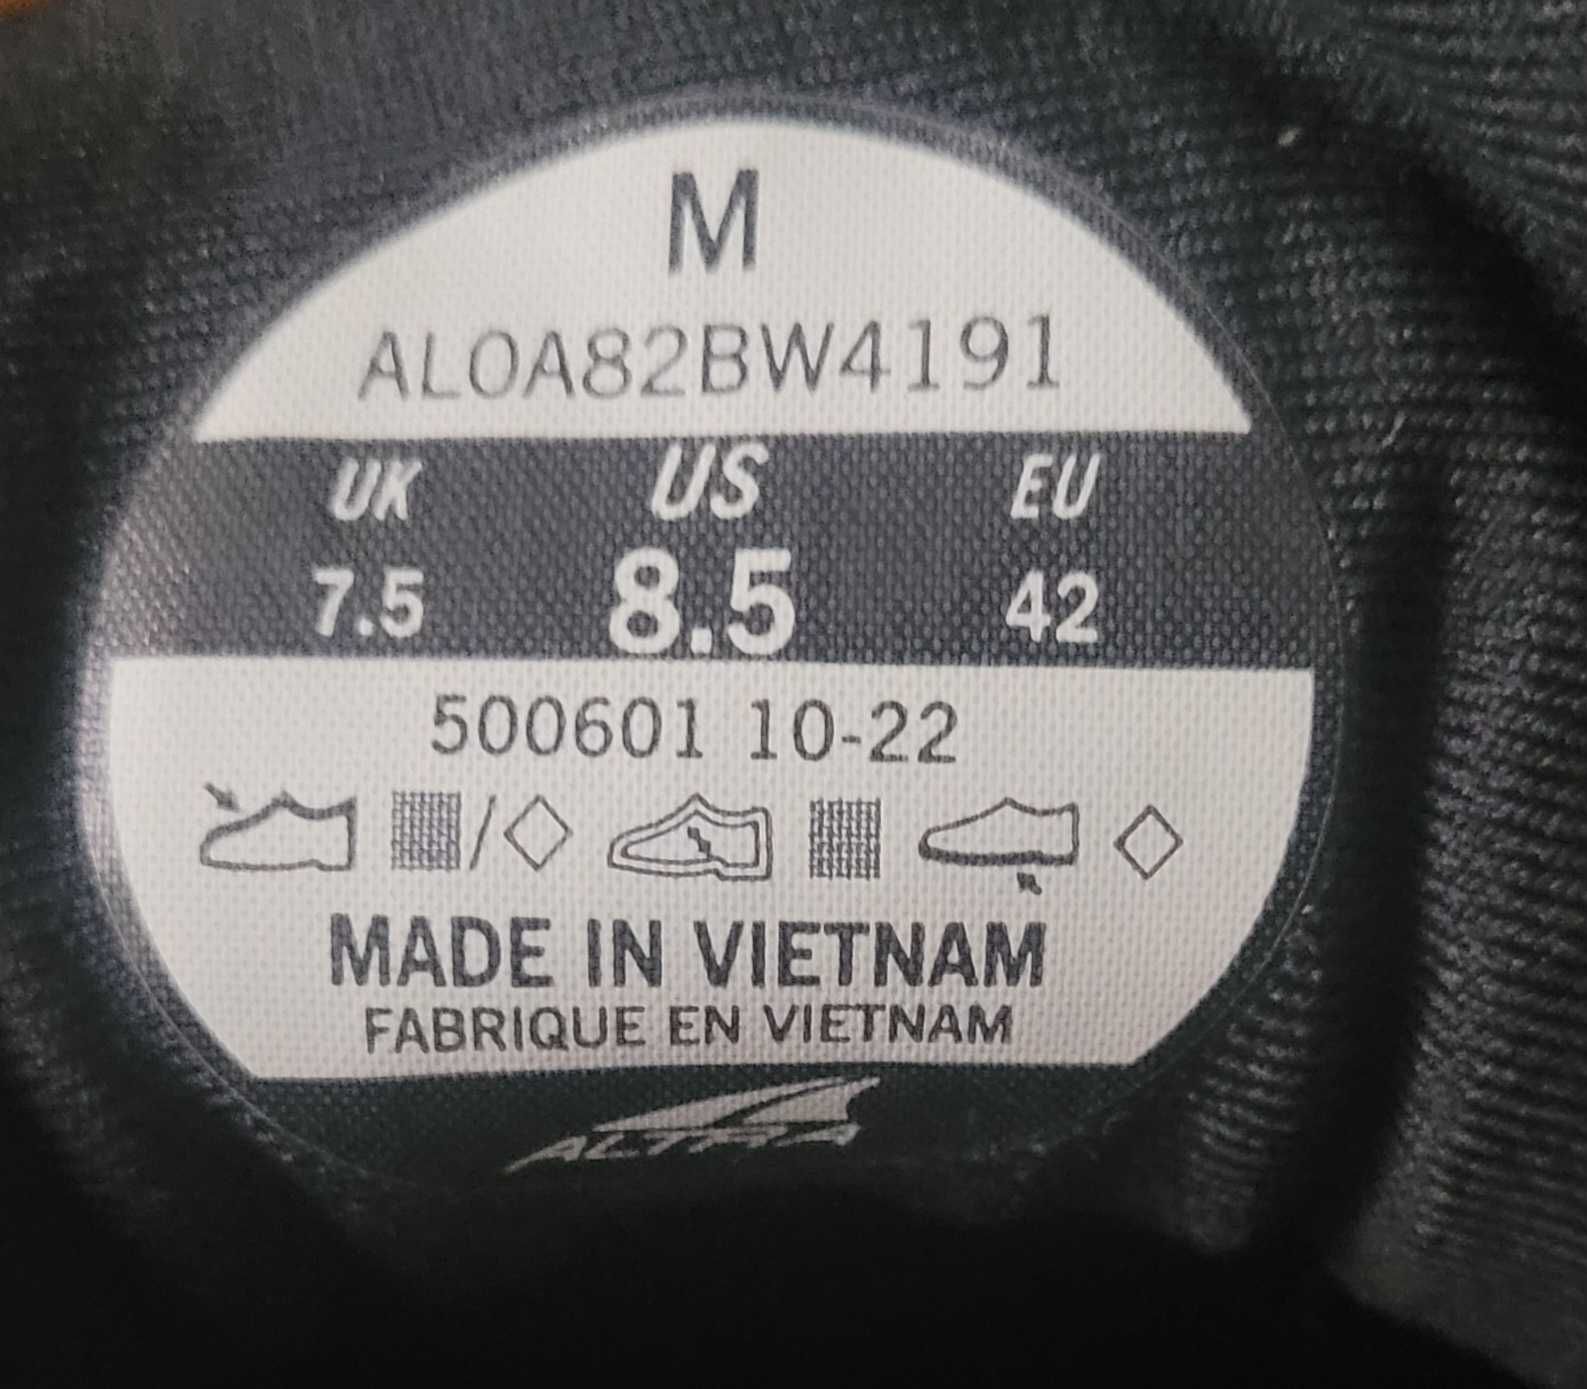 M
AL0A82BW4191
UK US EU
7.5 8.5 42
500601 10-22
MADE IN VIETNAM
FABRIQUE EN VIETNAM
ALTRA